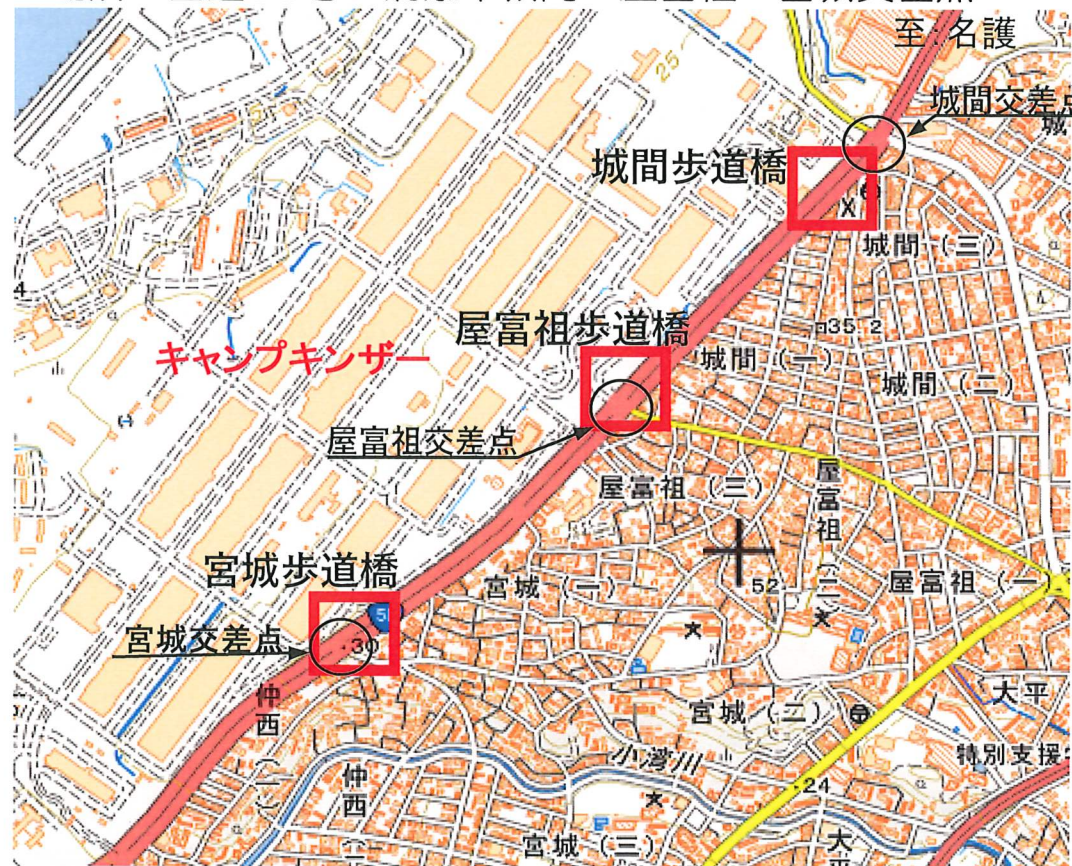 至 名護
城間交差点
25
城間歩道橋
城間(三)
35.2
屋富祖歩道橋
城間(一)
キャンプキンザー
城間(二)
屋富祖交差点
屋富祖(三)
屋富祖(二)
宮城歩道橋
宮城(一)
52
屋富祖(一)
宮城交差点
30
仲西(一)
宮城(二)
大平
小湾川
特別支援
仲西(二)
24
宮城(三)